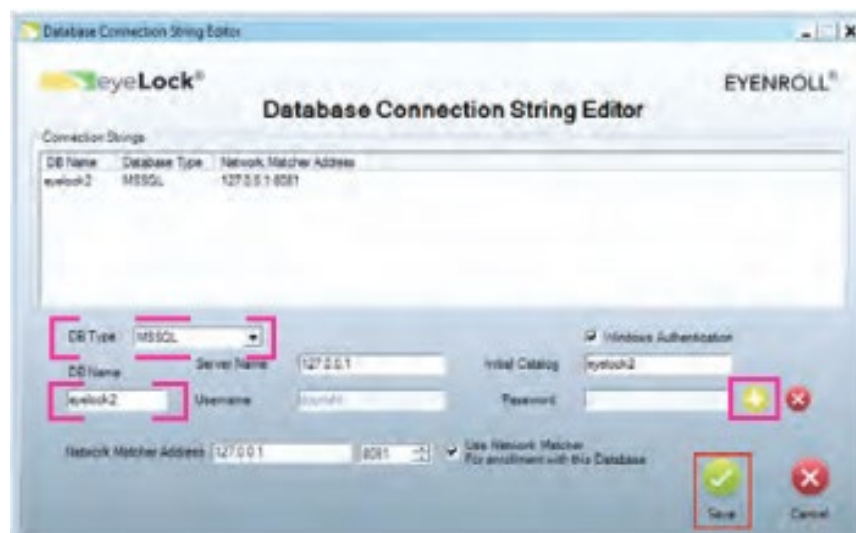 Database Connection String Editor
eyeLock®
EYENROLL®
Database Connection String Editor
Connection Strings
DB Name Database Type Network Matcher Address
eyelock2 MSSQL 127.0.0.1:8081
DB Type MSSQL Windows Authentication
DB Name Server Name 127.0.0.1 Initial Catalog eyelock2
eyelock2 Username Password
Network Matcher Address 127.0.0.1 8081 Use Network Matcher
For enrollment with this Database
Save Cancel